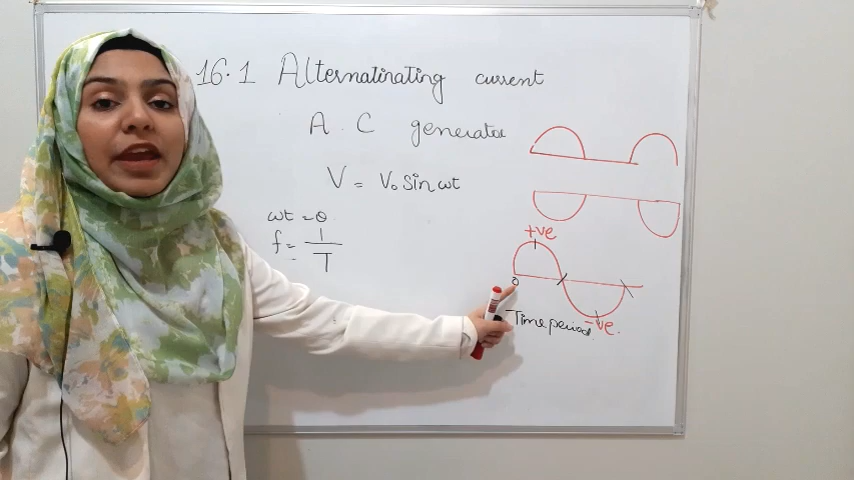 16.1 Alternatinating current
A.C generator
V = V₀ Sin ωt
ωt = θ
f = 1/T
+ve
0
Time period
-ve.